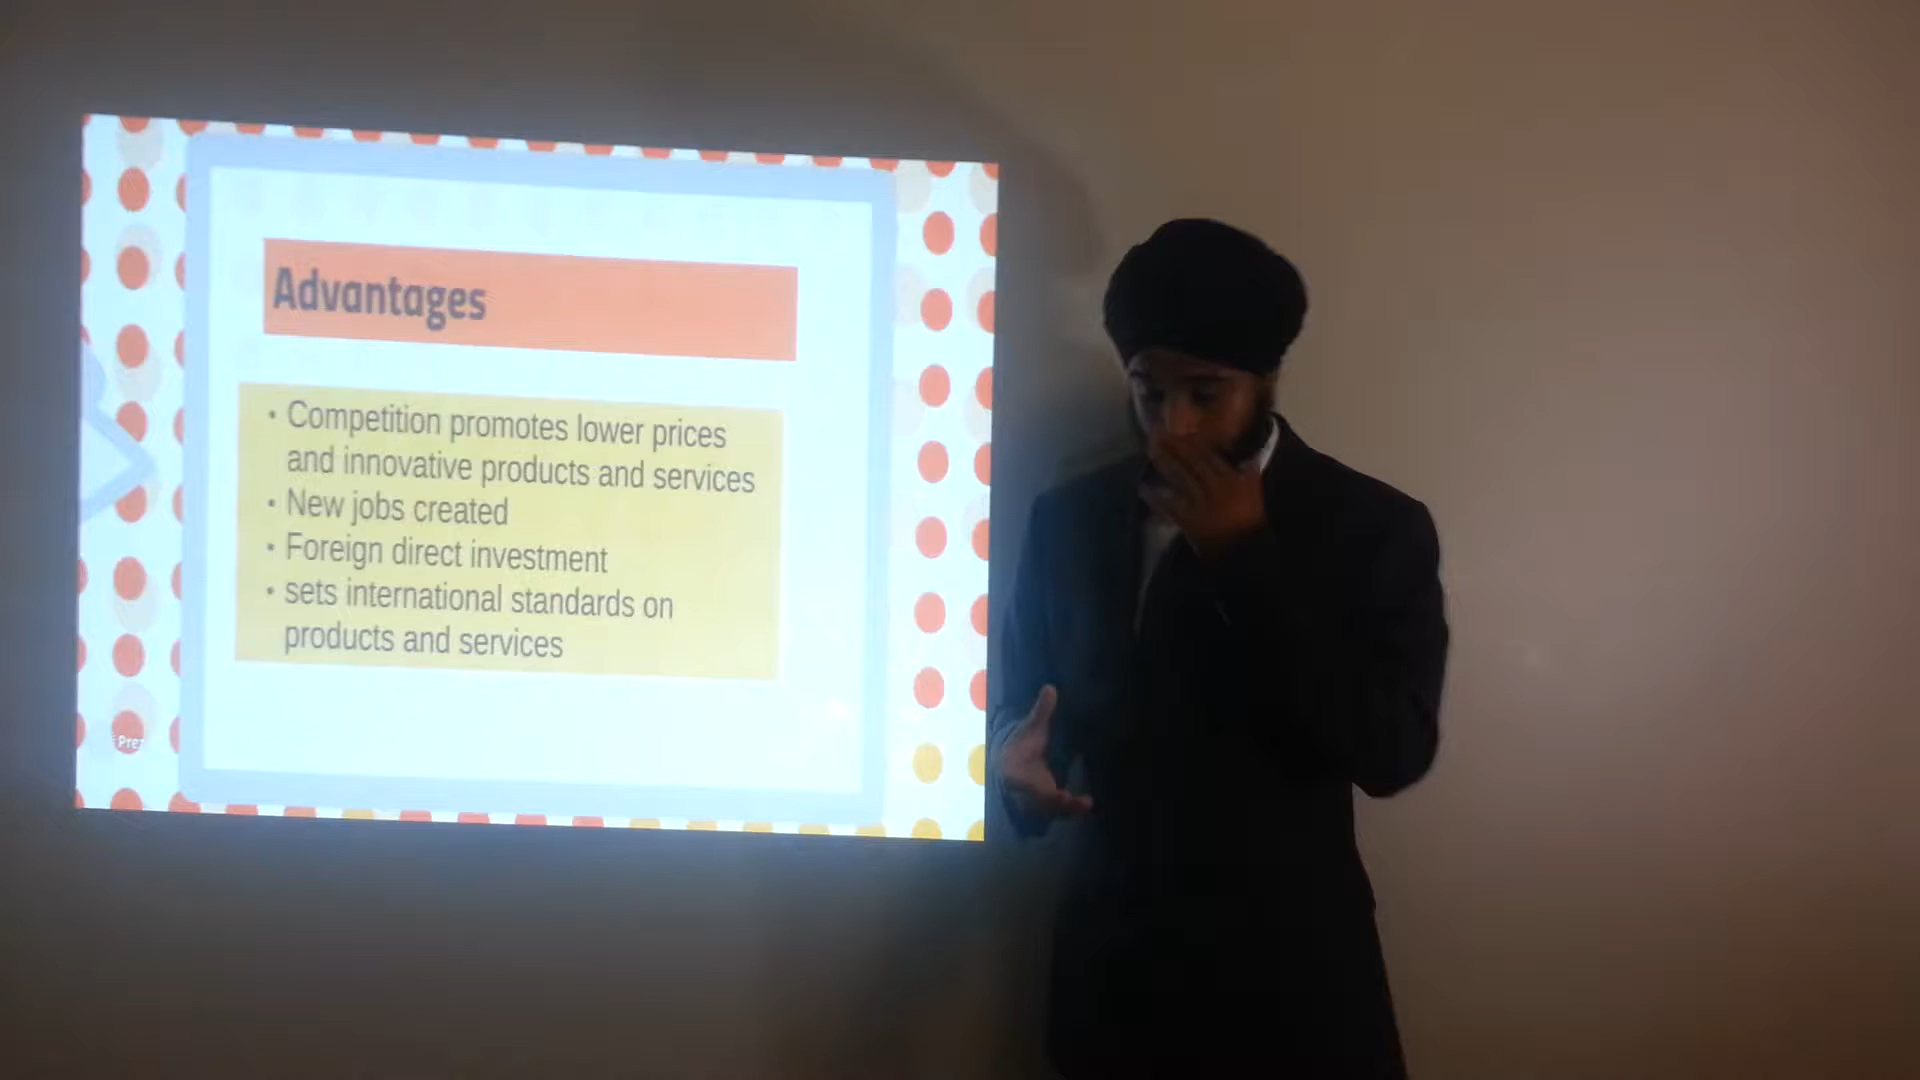 Advantages
• Competition promotes lower prices
and innovative products and services
• New jobs created
• Foreign direct investment
• sets international standards on
products and services